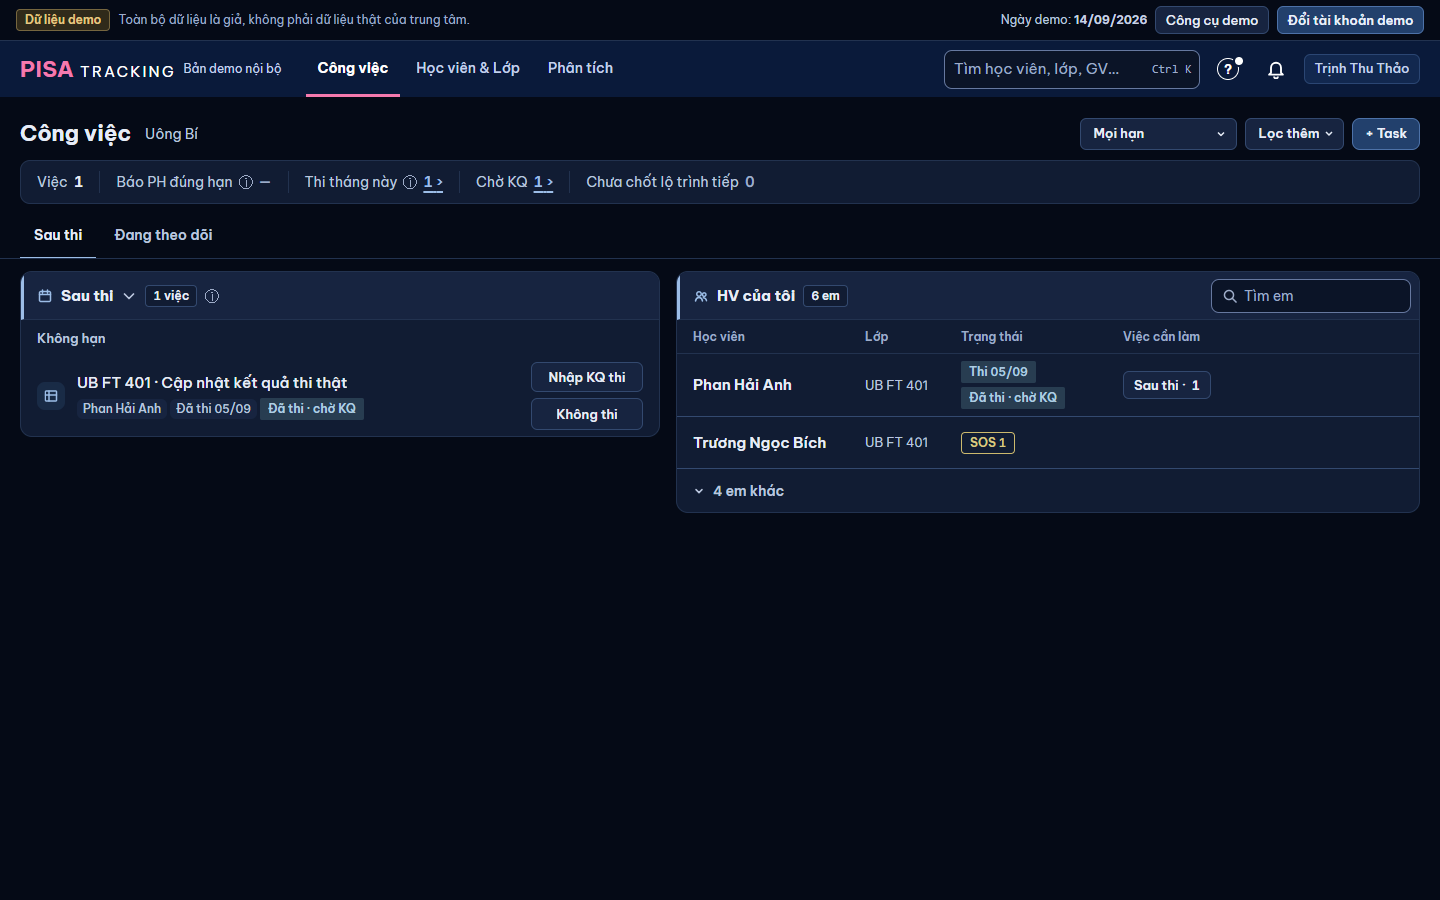 Dữ liệu demo Toàn bộ dữ liệu là giả, không phải dữ liệu thật của trung tâm. Ngày demo: 14/09/2026 Công cụ demo Đổi tài khoản demo
PISA TRACKING Bản demo nội bộ Công việc Học viên & Lớp Phân tích Tìm học viên, lớp, GV... Ctrl K ? Trịnh Thu Thảo
Công việc Uông Bí Mọi hạn Lọc thêm + Task
Việc 1 Báo PH đúng hạn — Thi tháng này 1 > Chờ KQ 1 > Chưa chốt lộ trình tiếp 0
Sau thi Đang theo dõi
Sau thi 1 việc
Không hạn
UB FT 401 · Cập nhật kết quả thi thật
Phan Hải Anh Đã thi 05/09 Đã thi · chờ KQ
Nhập KQ thi
Không thi
HV của tôi 6 em Tìm em
Học viên Lớp Trạng thái Việc cần làm
Phan Hải Anh UB FT 401 Thi 05/09 Đã thi · chờ KQ Sau thi · 1
Trương Ngọc Bích UB FT 401 SOS 1
4 em khác